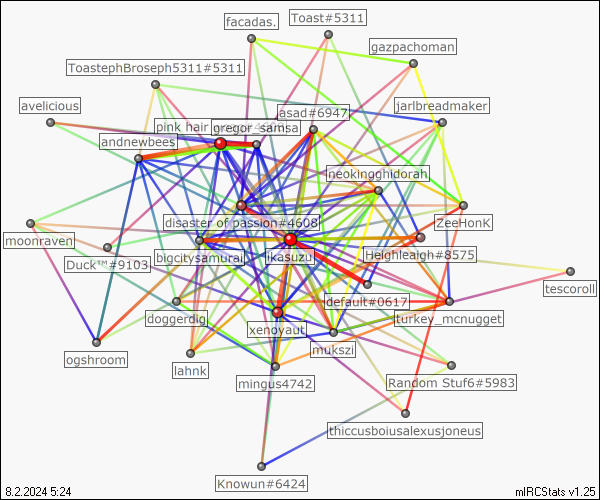 Toast#5311
facadas.
gazpachoman
ToastephBroseph5311#5311
avelicious
jarlbreadmaker
asad#6947
pink hair
gregor_samsa
andnewbees
neokingghidorah
disaster of passion#4608
ZeeHonK
moonraven
Duck™#9103
bigcitysamurai
ikasuzu
Heighleigh#8575
tescoroll
default#0617
doggerdig
turkey_mcnugget
xenoyaut
ogshroom
lahnk
mukszi
mingus4742
Random Stuf6#5983
thiccusboiusalexusjoneus
Knowun#6424
8.2.2024 5:24
mIRCStats v1.25